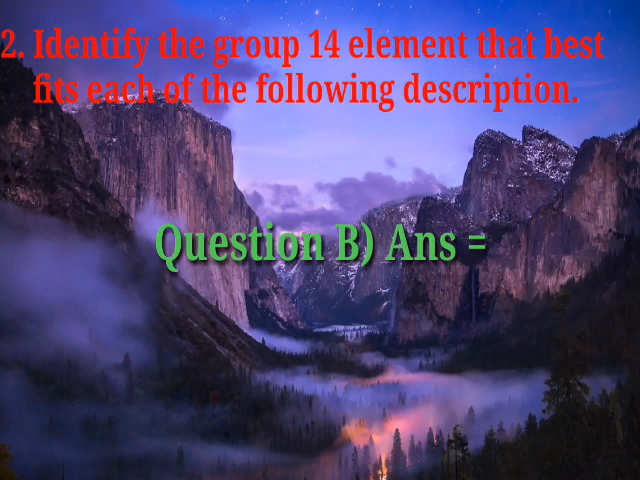 2. Identify the group 14 element that best
fits each of the following description.
Question B) Ans =